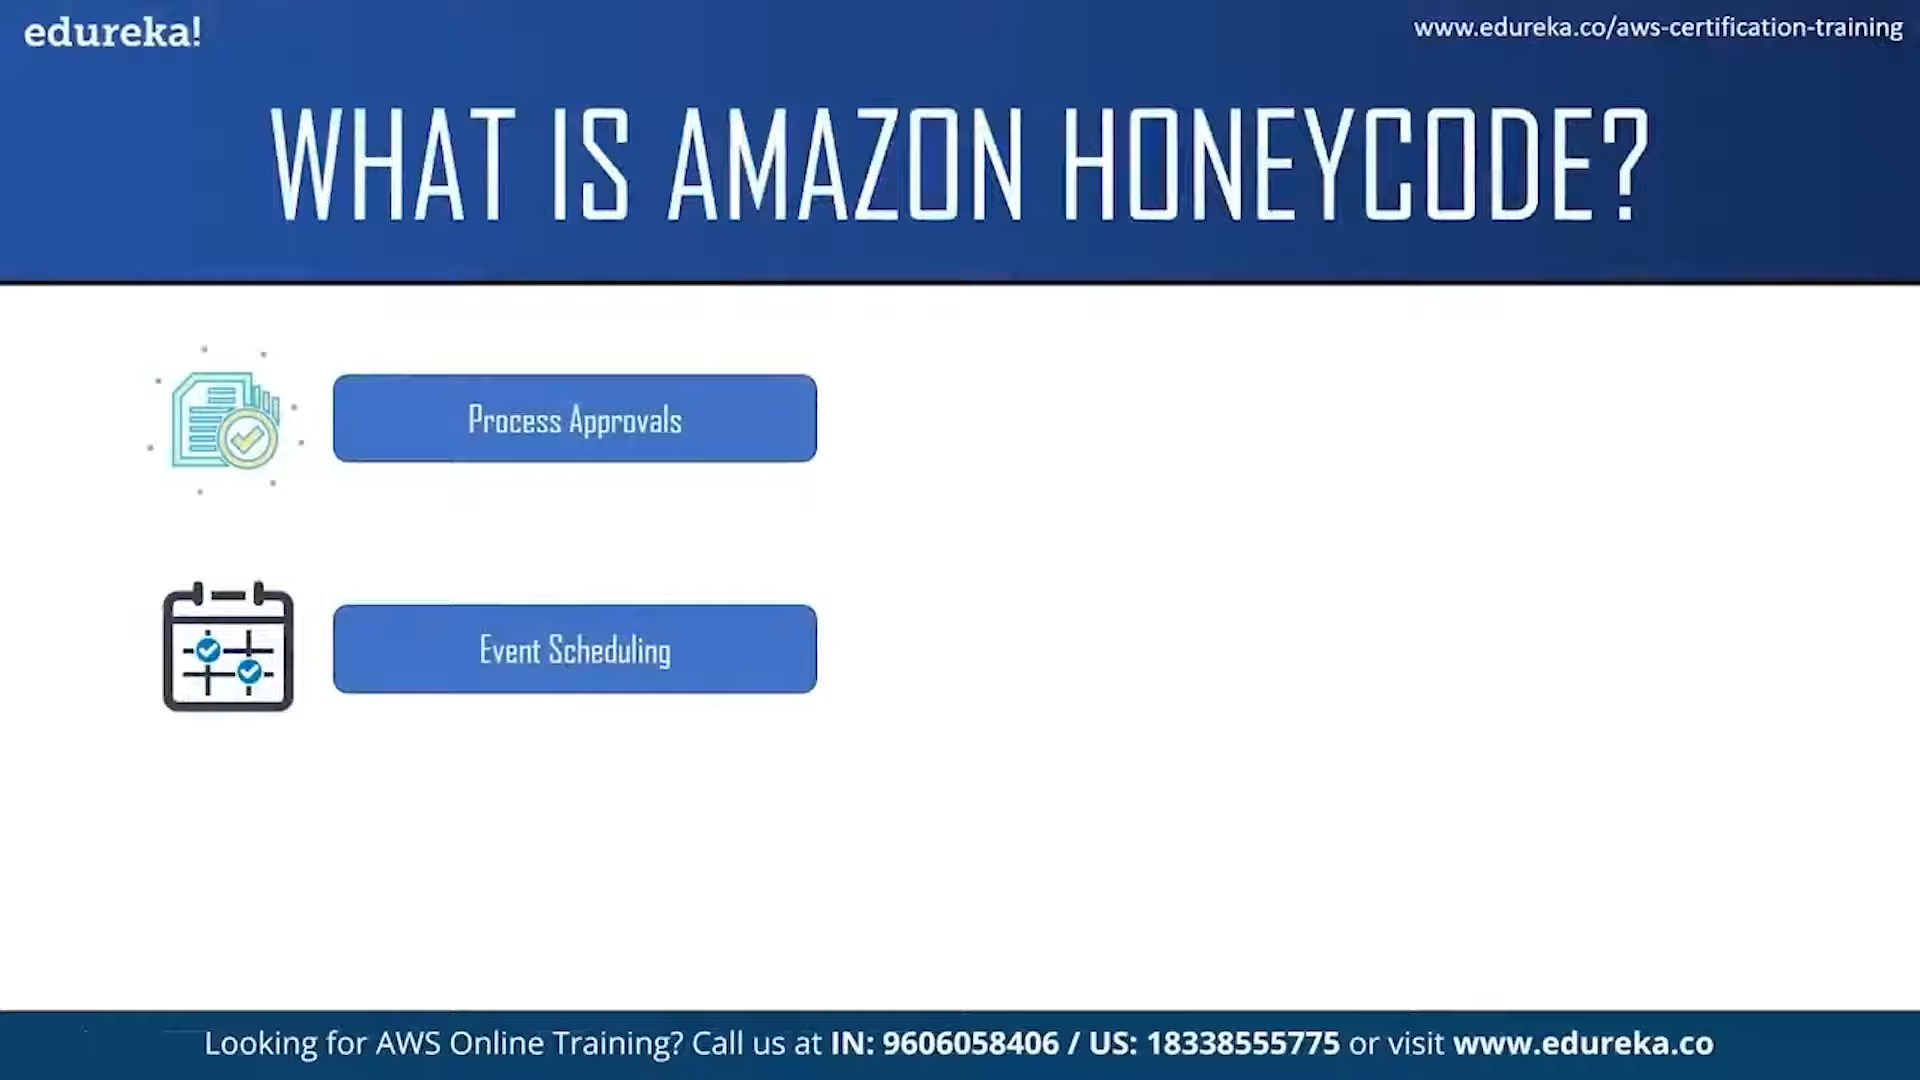 edureka!
www.edureka.co/aws-certification-training
WHAT IS AMAZON HONEYCODE?
Process Approvals
Event Scheduling
Looking for AWS Online Training? Call us at IN: 9606058406 / US: 18338555775 or visit www.edureka.co